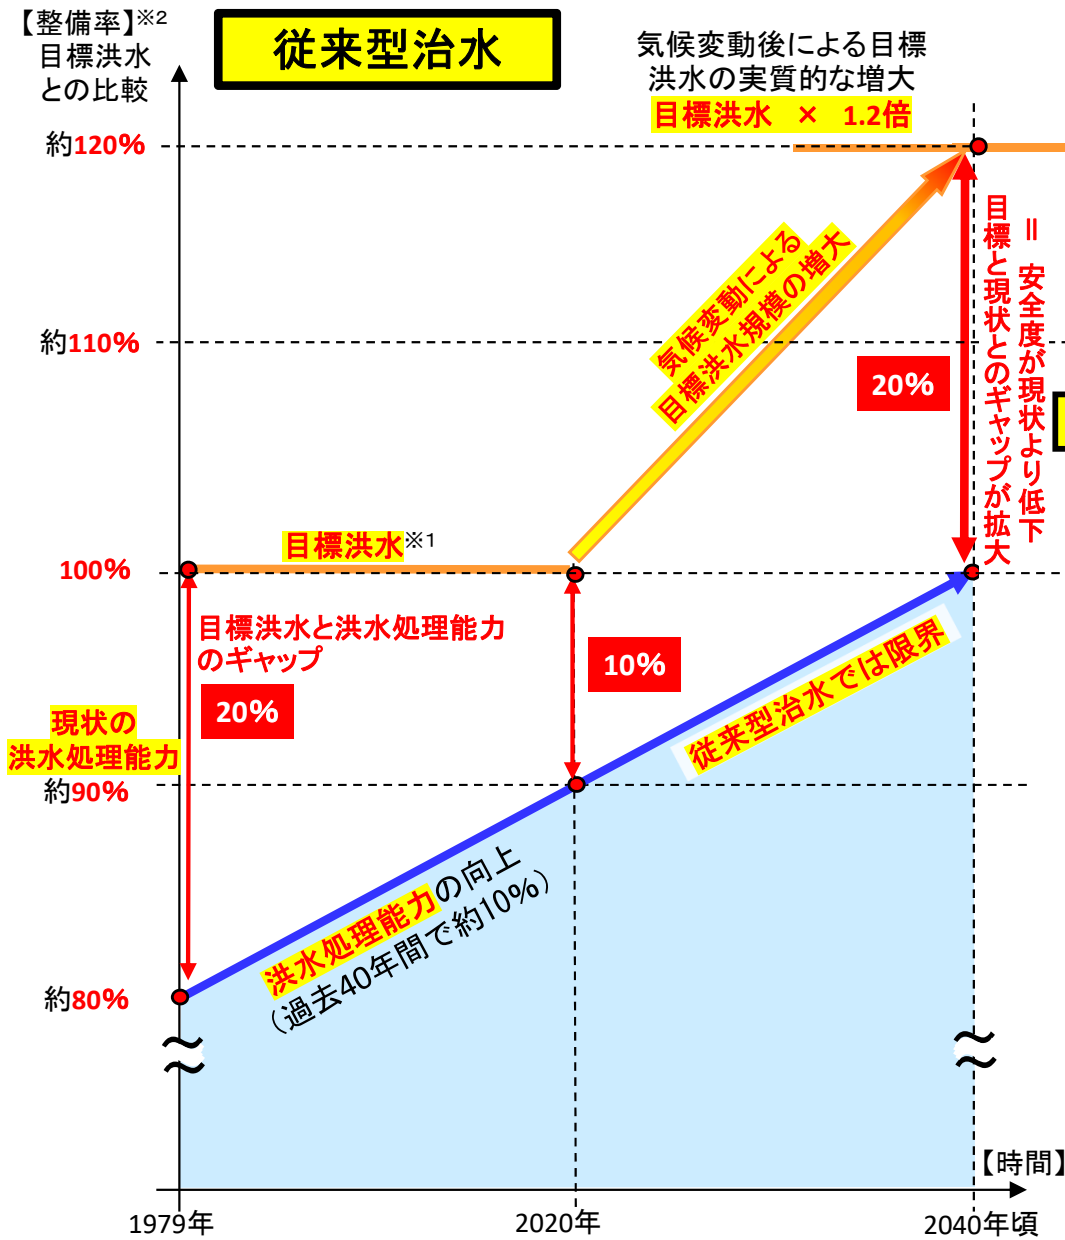 【整備率】※2
目標洪水
との比較
従来型治水
気候変動後による目標
洪水の実質的な増大
目標洪水 × 1.2倍
約120%
気候変動による
目標洪水規模の増大
目標と現状とのギャップが拡大
＝ 安全度が現状より低下
約110%
20%
目標洪水※1
100%
目標洪水と洪水処理能力
のギャップ
20%
10%
従来型治水では限界
現状の
洪水処理能力
約90%
洪水処理能力の向上
（過去40年間で約10%）
約80%
【時間】
1979年
2020年
2040年頃